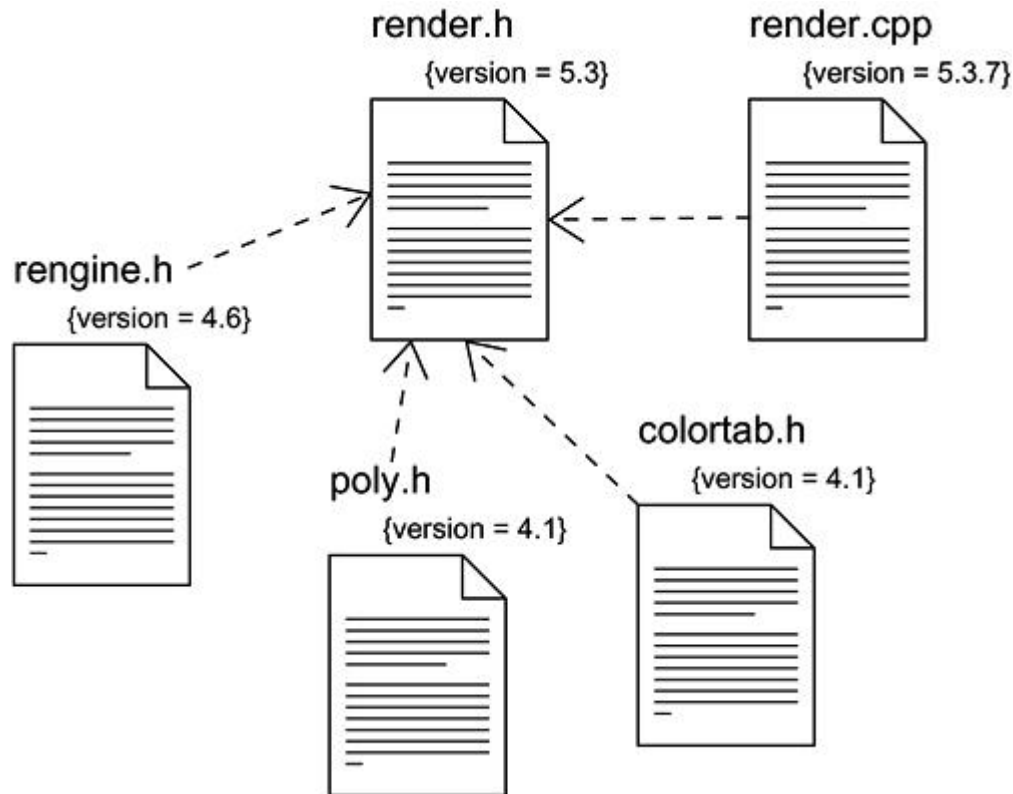 render.h
{version = 5.3}
render.cpp
{version = 5.3.7}
rengine.h
{version = 4.6}
colortab.h
{version = 4.1}
poly.h
{version = 4.1}